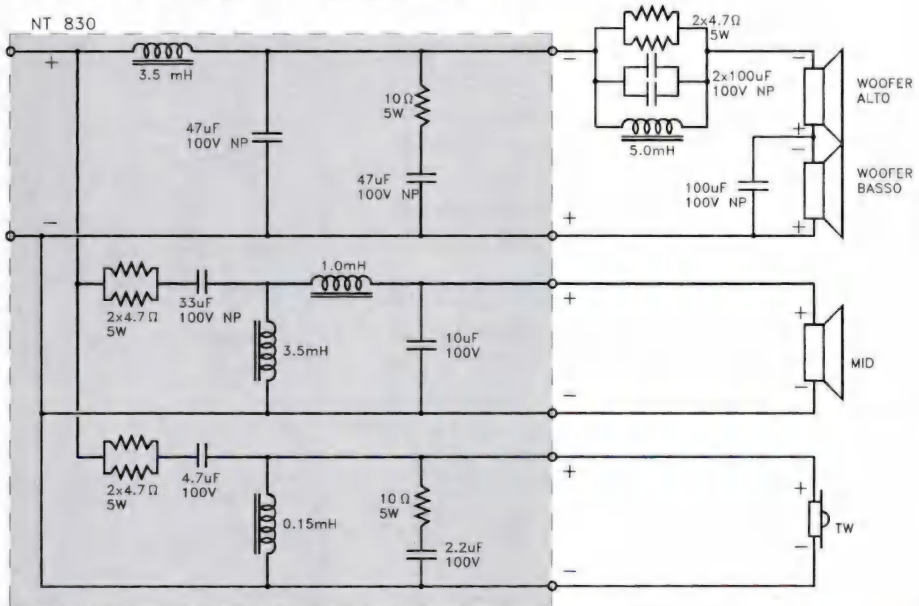 NT 830
+
3.5 mH
47uF
100V NP
10Ω
5W
47uF
100V NP
−
−
2x4.7Ω
5W
2x100uF
100V NP
5.0mH
100uF
100V NP
+
−
+
−
+
WOOFER
ALTO
WOOFER
BASSO
2x4.7Ω
5W
33uF
100V NP
1.0mH
3.5mH
10uF
100V
+
−
+
−
MID
2x4.7Ω
5W
4.7uF
100V
0.15mH
10Ω
5W
2.2uF
100V
+
−
+
−
TW